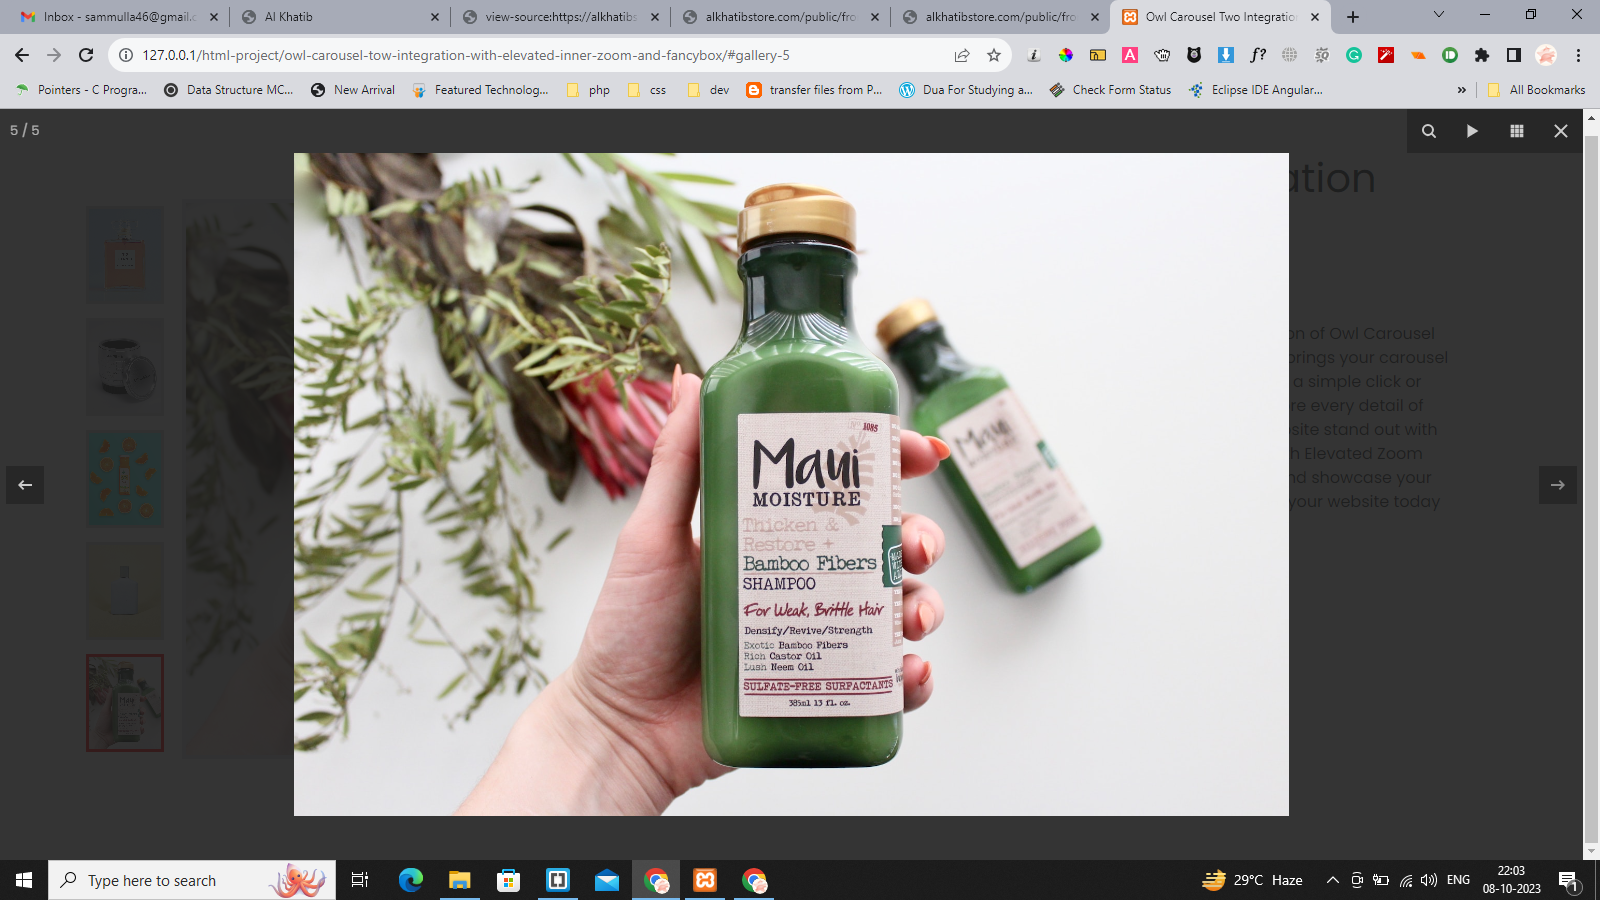 Inbox - sammulla46@gmail.c
Al Khatib
view-source:https://alkhatibs
alkhatibstore.com/public/fro
alkhatibstore.com/public/fro
Owl Carousel Two Integration
127.0.0.1/html-project/owl-carousel-tow-integration-with-elevated-inner-zoom-and-fancybox/#gallery-5
Pointers - C Progra...
Data Structure MC...
New Arrival
Featured Technolog...
php
css
dev
transfer files from P...
Dua For Studying a...
Check Form Status
Eclipse IDE Angular...
»
All Bookmarks
5 / 5
ation
on of Owl Carousel
brings your carousel
a simple click or
re every detail of
site stand out with
h Elevated Zoom
nd showcase your
your website today
1085
Maui
MOISTURE
Thicken &
Restore +
Bamboo Fibers
SHAMPOO
For Weak, Brittle Hair
Densify/Revive/Strength
Exotic Bamboo Fibers
Rich Castor Oil
Lush Neem Oil
SULFATE-FREE SURFACTANTS
385ml 13 fl. oz.
Maui
Type here to search
29°C Haze
ENG
22:03
08-10-2023
1